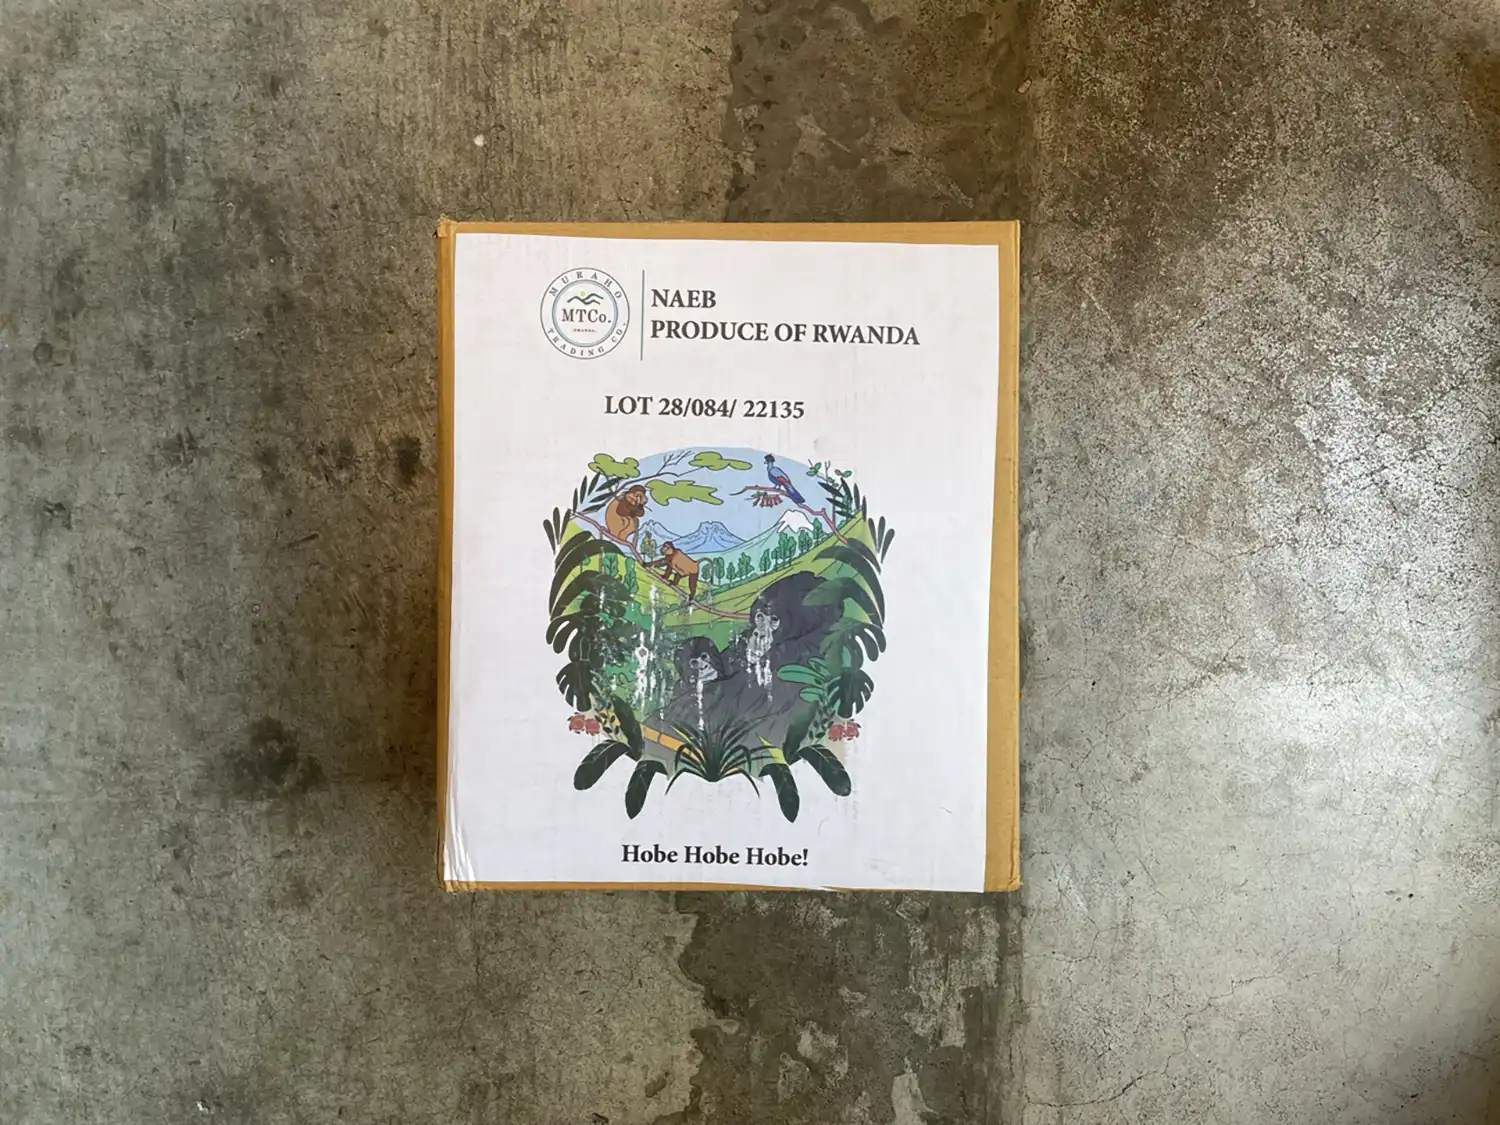 MURAHO
MTCo.
RWANDA
TRADING CO.
NAEB
PRODUCE OF RWANDA
LOT 28/084/ 22135
Hobe Hobe Hobe!